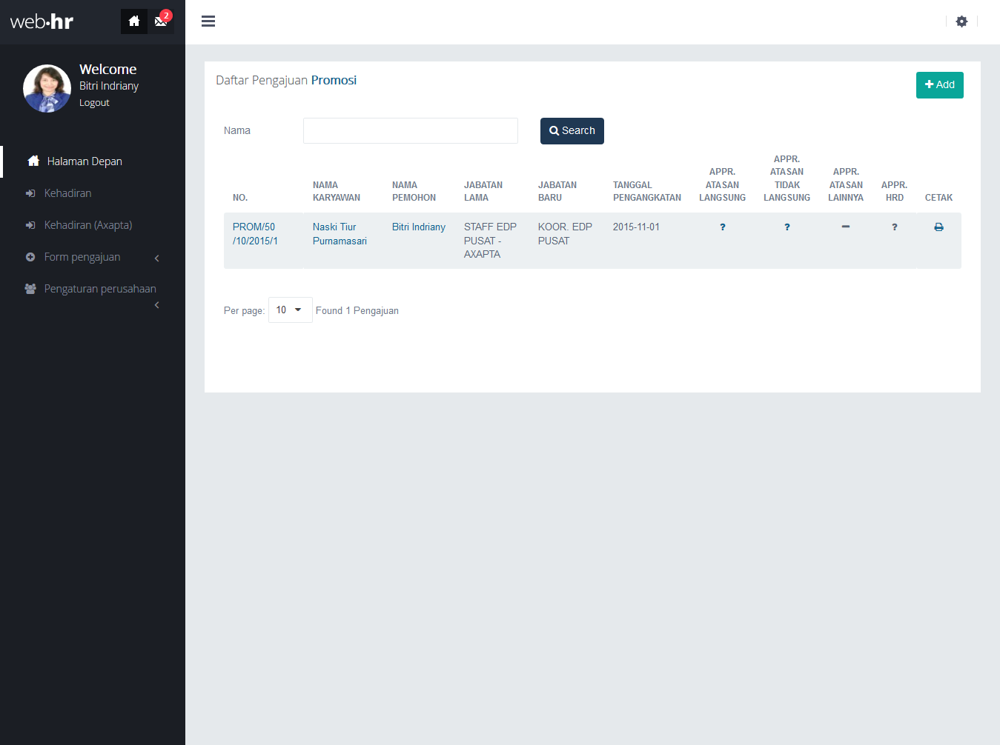 web·hr
2
Welcome
Bitri Indriany
Logout
Halaman Depan
Kehadiran
Kehadiran (Axapta)
Form pengajuan
Pengaturan perusahaan
Daftar Pengajuan Promosi
Add
Nama
Search
NO.
NAMA
KARYAWAN
NAMA
PEMOHON
JABATAN
LAMA
JABATAN
BARU
TANGGAL
PENGANGKATAN
APPR.
ATASAN
LANGSUNG
APPR.
ATASAN
TIDAK
LANGSUNG
APPR.
ATASAN
LAINNYA
APPR.
HRD
CETAK
PROM/50
/10/2015/1
Naski Tiur
Purnamasari
Bitri Indriany
STAFF EDP
PUSAT -
AXAPTA
KOOR. EDP
PUSAT
2015-11-01
?
?
?
Per page: 10 Found 1 Pengajuan